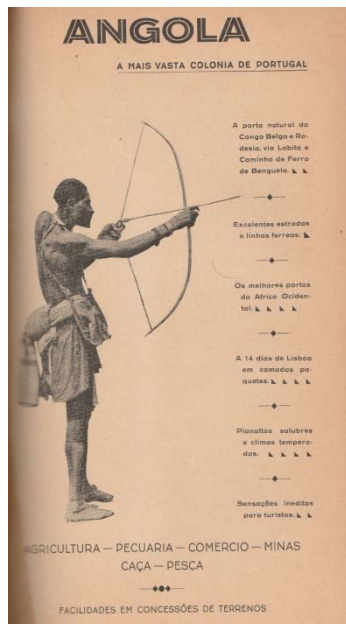 ANGOLA
A MAIS VASTA COLONIA DE PORTUGAL
A porta natural do
Congo Belga e Ro-
desia, via Lobito e
Caminho de Ferro
de Benguela.
Excelentes estradas
e linhas ferreas.
Os melhores portos
da Africa Ociden-
tal.
A 14 dias de Lisboa
em comodos pa-
quetes.
Planaltos salubres
e climas tempera-
dos.
Sensações ineditas
para turistas.
AGRICULTURA — PECUARIA — COMERCIO — MINAS
CAÇA — PESCA
FACILIDADES EM CONCESSÕES DE TERRENOS